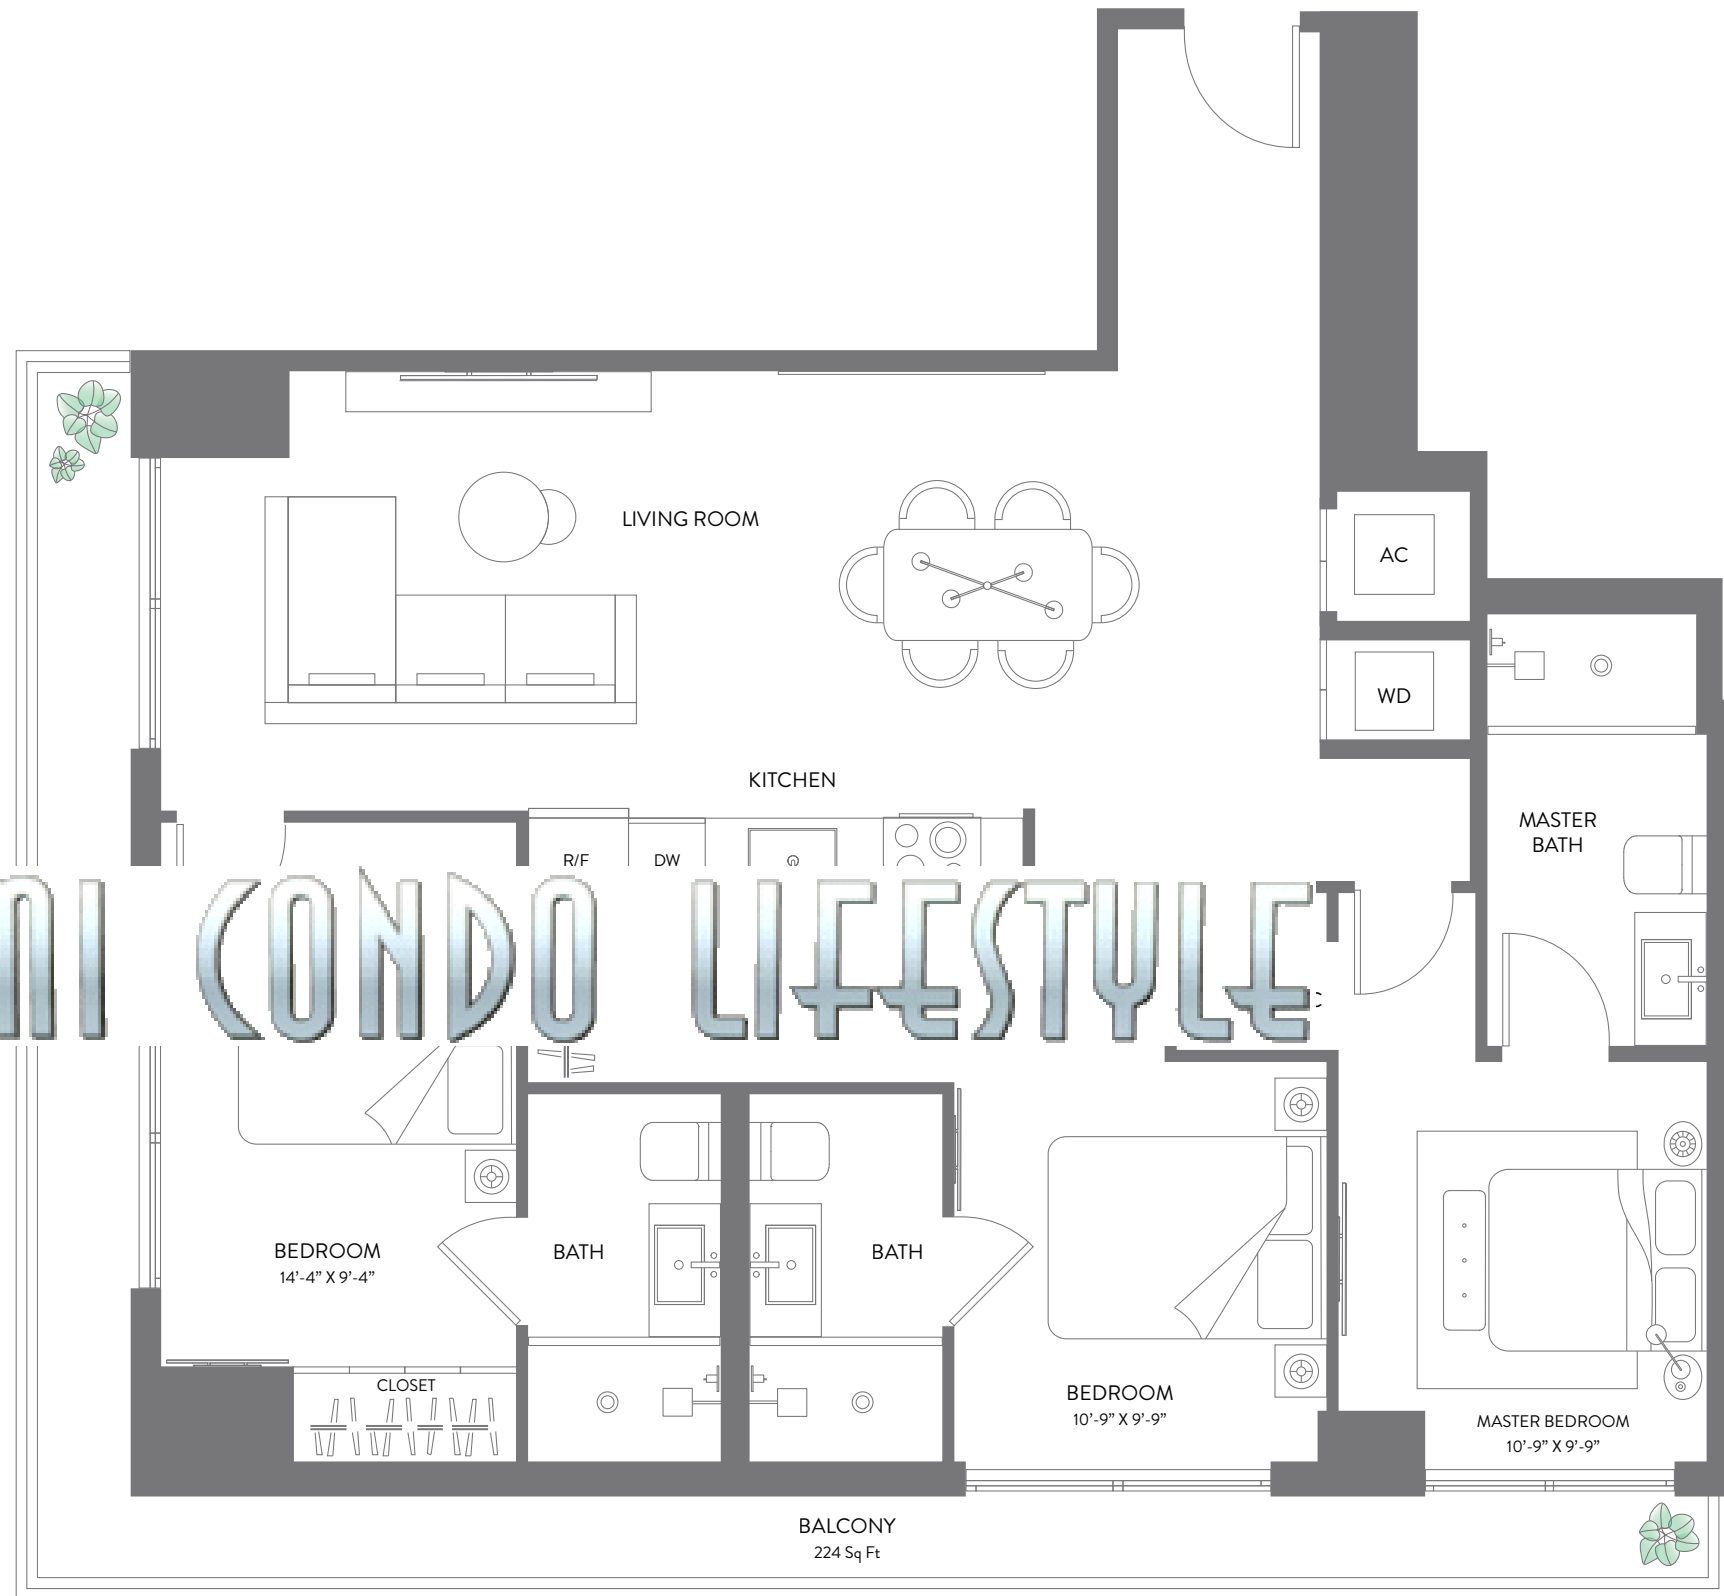 LIVING ROOM
AC
WD
KITCHEN
MASTER
BATH
R/F
DW
NI CONDO LIFESTYLE
BEDROOM
14'-4” X 9'-4”
BATH
BATH
CLOSET
BEDROOM
10'-9” X 9'-9”
MASTER BEDROOM
10'-9” X 9'-9”
BALCONY
224 Sq Ft